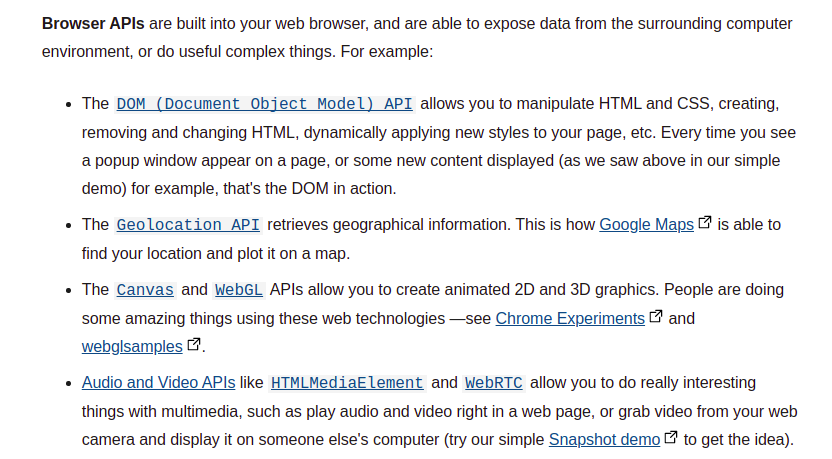 Browser APIs are built into your web browser, and are able to expose data from the surrounding computer
environment, or do useful complex things. For example:
• The DOM (Document Object Model) API allows you to manipulate HTML and CSS, creating,
removing and changing HTML, dynamically applying new styles to your page, etc. Every time you see
a popup window appear on a page, or some new content displayed (as we saw above in our simple
demo) for example, that's the DOM in action.
• The Geolocation API retrieves geographical information. This is how Google Maps is able to
find your location and plot it on a map.
• The Canvas and WebGL APIs allow you to create animated 2D and 3D graphics. People are doing
some amazing things using these web technologies —see Chrome Experiments and
webglsamples.
• Audio and Video APIs like HTMLMediaElement and WebRTC allow you to do really interesting
things with multimedia, such as play audio and video right in a web page, or grab video from your web
camera and display it on someone else's computer (try our simple Snapshot demo to get the idea).